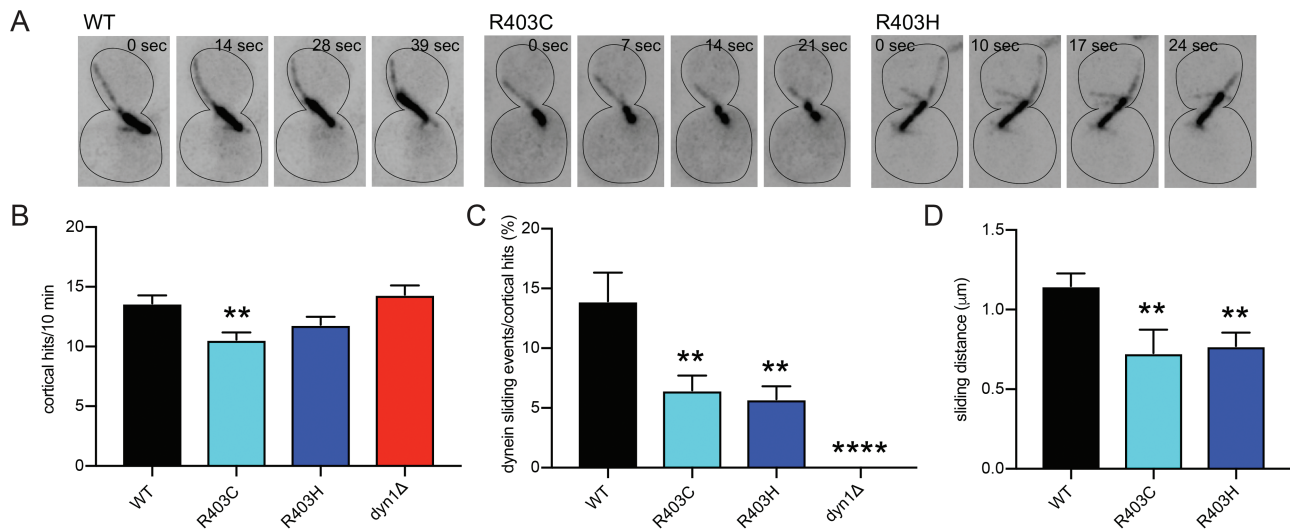 A
WT
R403C
R403H
0 sec
14 sec
28 sec
39 sec
0 sec
7 sec
14 sec
21 sec
0 sec
10 sec
17 sec
24 sec
B
cortical hits/10 min
20
15
10
5
0
**
WT
R403C
R403H
dyn1Δ
C
dynein sliding events/cortical hits (%)
20
15
10
5
0
**
**
****
WT
R403C
R403H
dyn1Δ
D
sliding distance (μm)
1.5
1.0
0.5
0.0
**
**
WT
R403C
R403H